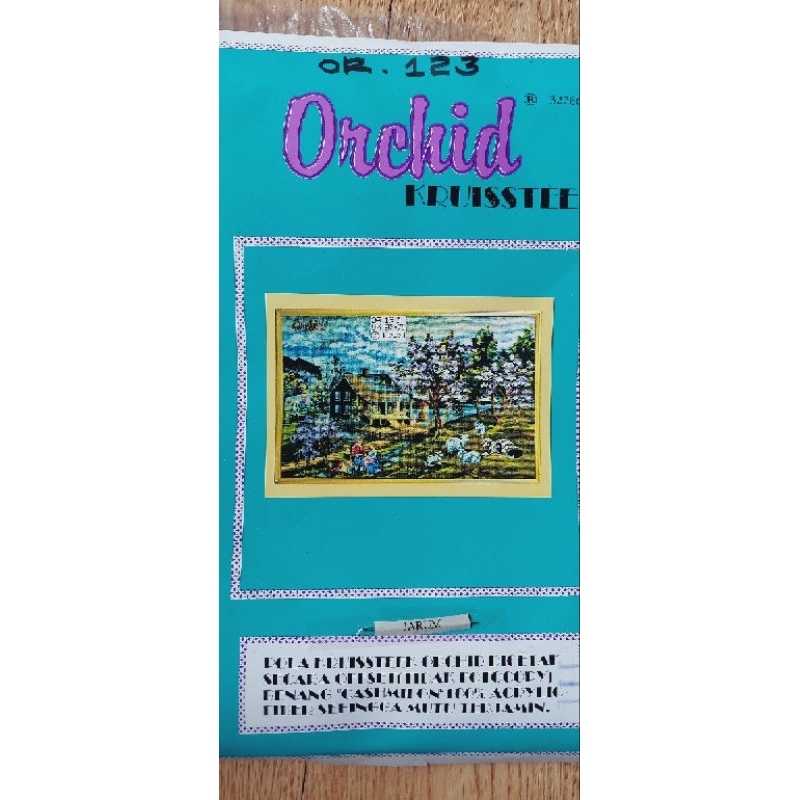 OR. 123
Orchid ®
KRUISSTEE
JARUM
POLA KRUISSTEEK ORCHID DICETAK
SECARA OFFSET (TIDAK FOTOCOPY)
BENANG "CASHMILON" 100% ACRYLIC
FIBER, SEHINGGA MUTU TERJAMIN.